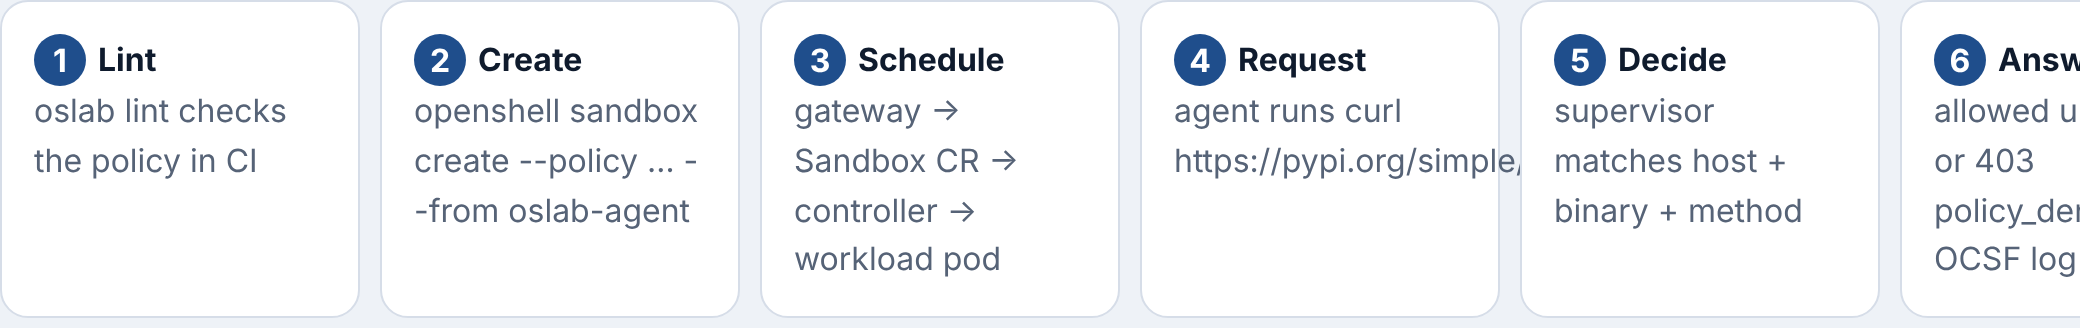 1 Lint
oslab lint checks
the policy in CI
2 Create
openshell sandbox
create --policy ... -
-from oslab-agent
3 Schedule
gateway →
Sandbox CR →
controller →
workload pod
4 Request
agent runs curl
https://pypi.org/simple/
5 Decide
supervisor
matches host +
binary + method
6 Answ
allowed u
or 403
policy_der
OCSF log